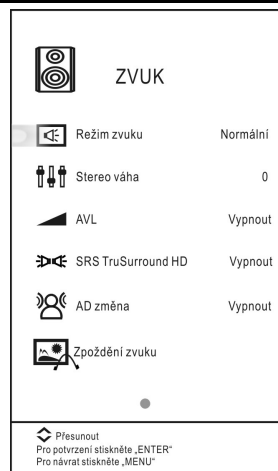 ZVUK
Režim zvuku Normální
Stereo váha 0
AVL Vypnout
SRS TruSurround HD Vypnout
AD změna Vypnout
Zpoždění zvuku
Přesunout
Pro potvrzení stiskněte „ENTER“
Pro návrat stiskněte „MENU“